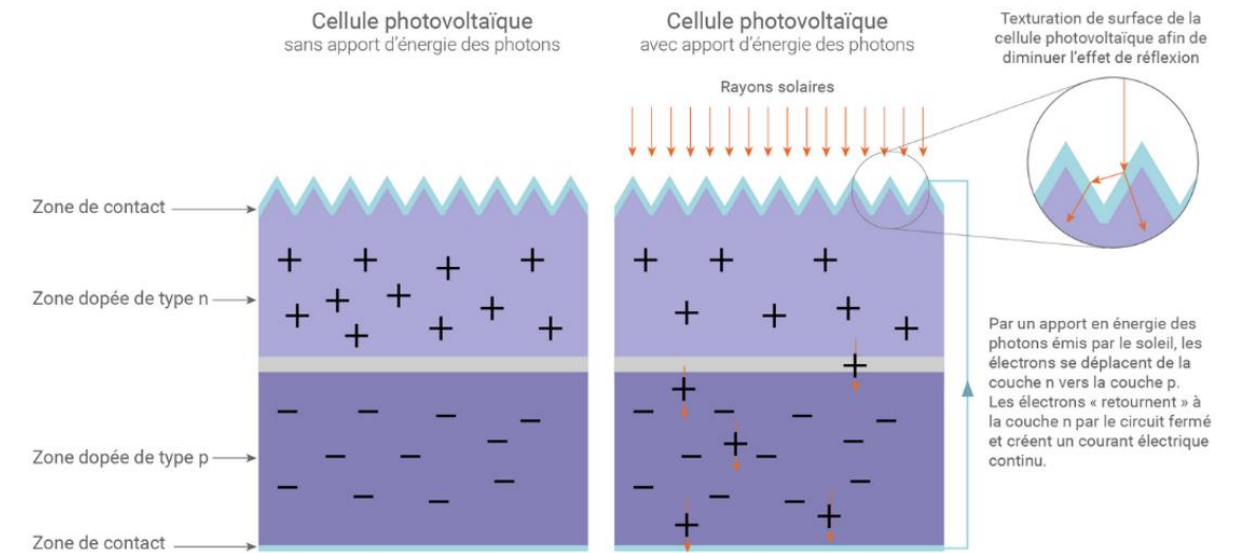 Cellule photovoltaïque
sans apport d'énergie des photons
Cellule photovoltaïque
avec apport d'énergie des photons
Texturation de surface de la
cellule photovoltaïque afin de
diminuer l'effet de réflexion
Rayons solaires
Zone de contact
Zone dopée de type n
Zone dopée de type p
Zone de contact
Par un apport en énergie des
photons émis par le soleil, les
électrons se déplacent de la
couche n vers la couche p.
Les électrons « retournent » à
la couche n par le circuit fermé
et créent un courant électrique
continu.